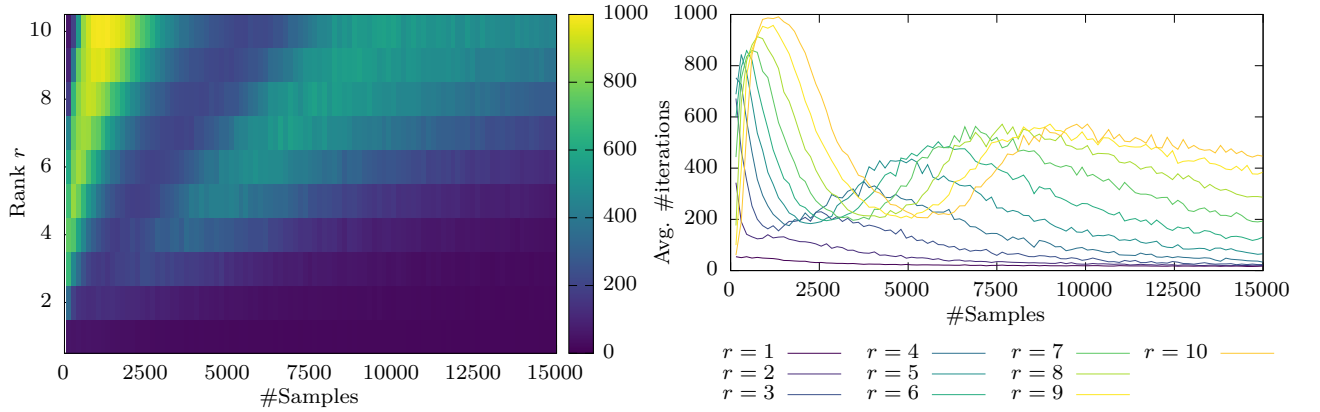 Rank r
10
8
6
4
2
0
2500
5000
7500
10000
12500
15000
#Samples
1000
800
600
400
200
0
Avg. #iterations
1000
800
600
400
200
0
0
2500
5000
7500
10000
12500
15000
#Samples
r = 1
r = 2
r = 3
r = 4
r = 5
r = 6
r = 7
r = 8
r = 9
r = 10